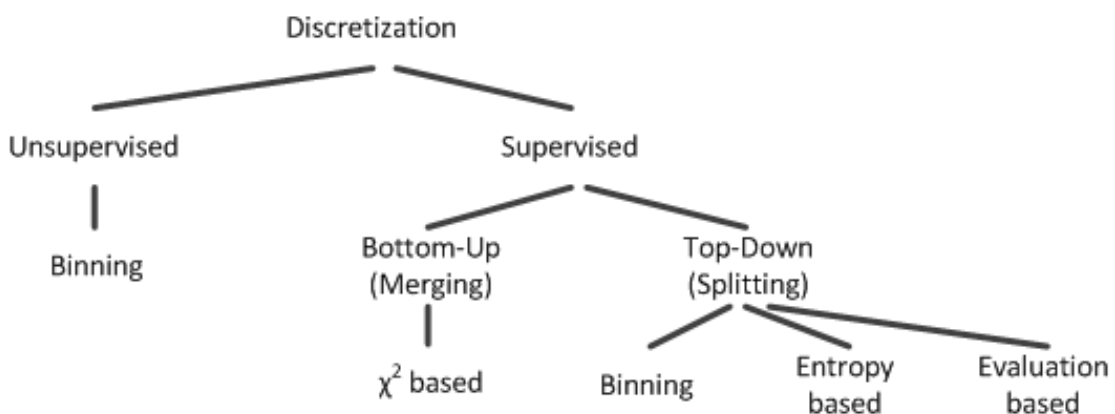 Discretization
Unsupervised
Supervised
Binning
Bottom-Up
(Merging)
Top-Down
(Splitting)
χ² based
Binning
Entropy
based
Evaluation
based